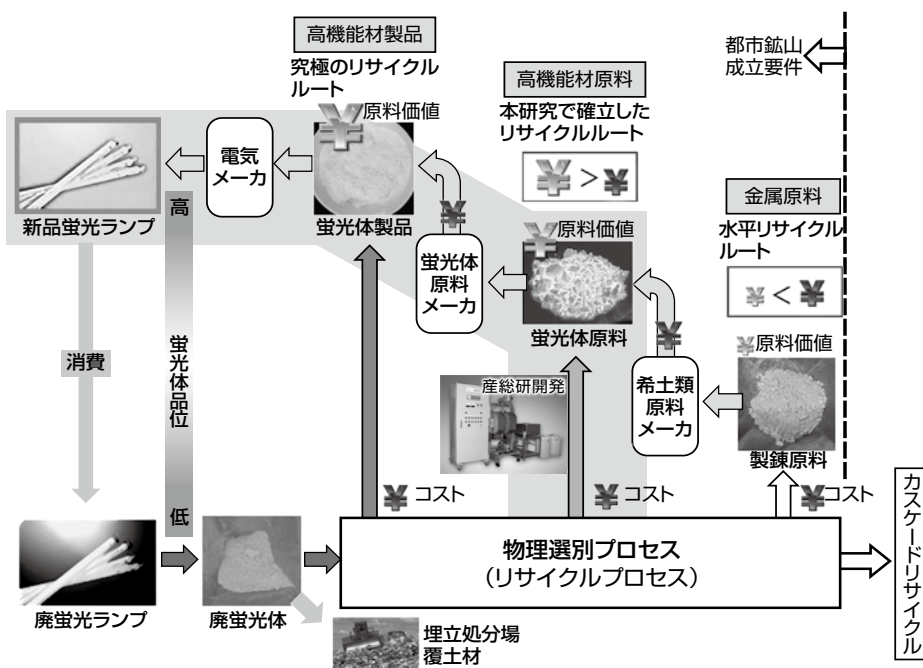 高機能材製品
究極のリサイクル
ルート
¥
原料価値
高機能材原料
本研究で確立した
リサイクルルート
¥ > ¥
都市鉱山
成立要件
電気
メーカ
新品蛍光ランプ
高
蛍光体製品
¥
蛍光体
原料
メーカ
¥
原料価値
蛍光体原料
金属原料
水平リサイクル
ルート
¥ < ¥
¥
原料価値
¥
希土類
原料
メーカ
製錬原料
消費
蛍光体品位
産総研開発
低
¥ コスト
¥ コスト
¥ コスト
物理選別プロセス
(リサイクルプロセス)
カスケードリサイクル
廃蛍光ランプ
廃蛍光体
埋立処分場
覆土材